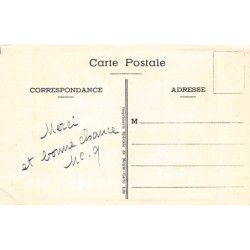 Carte Postale
CORRESPONDANCE
ADRESSE
M
Merci
et bonne chance